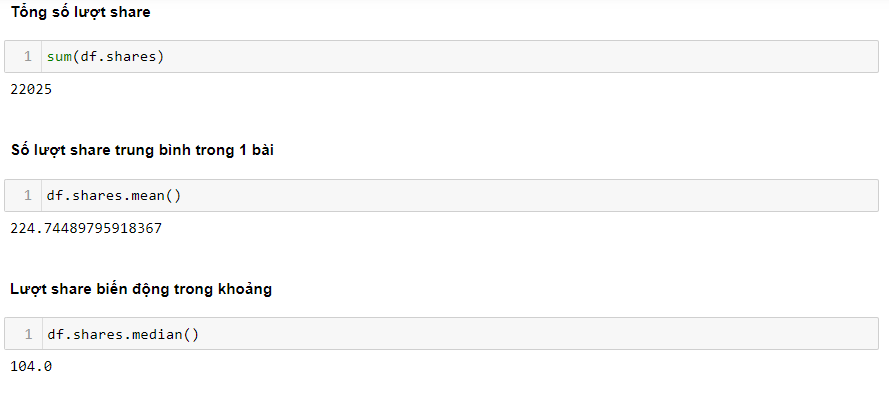 Tổng số lượt share
1 sum(df.shares)
22025
Số lượt share trung bình trong 1 bài
1 df.shares.mean()
224.74489795918367
Lượt share biến động trong khoảng
1 df.shares.median()
104.0